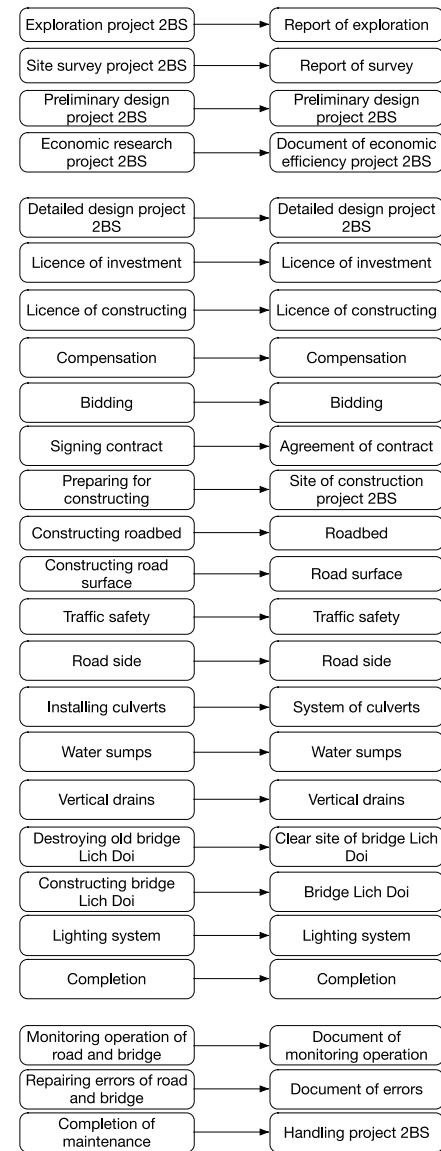 Exploration project 2BS
Report of exploration
Site survey project 2BS
Report of survey
Preliminary design
project 2BS
Preliminary design
project 2BS
Economic research
project 2BS
Document of economic
efficiency project 2BS
Detailed design project
2BS
Detailed design project
2BS
Licence of investment
Licence of investment
Licence of constructing
Licence of constructing
Compensation
Compensation
Bidding
Bidding
Signing contract
Agreement of contract
Preparing for
constructing
Site of construction
project 2BS
Constructing roadbed
Roadbed
Constructing road
surface
Road surface
Traffic safety
Traffic safety
Road side
Road side
Installing culverts
System of culverts
Water sumps
Water sumps
Vertical drains
Vertical drains
Destroying old bridge
Lich Doi
Clear site of bridge Lich
Doi
Constructing bridge
Lich Doi
Bridge Lich Doi
Lighting system
Lighting system
Completion
Completion
Monitoring operation of
road and bridge
Document of
monitoring operation
Repairing errors of road
and bridge
Document of errors
Completion of
maintenance
Handling project 2BS